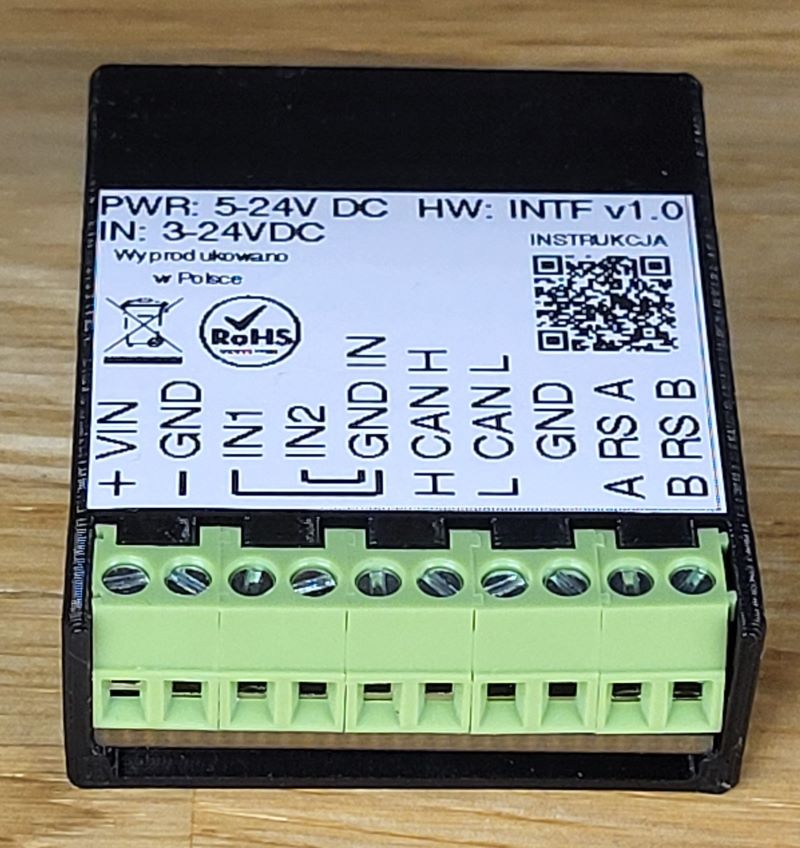 PWR: 5-24V DC HW: INTF v1.0
IN: 3-24VDC
INSTRUKCJA
Wyprodukowano
w Polsce
RoHS
+ VIN
- GND
IN1
IN2
GND IN
H CAN H
L CAN L
GND
A RS A
B RS B